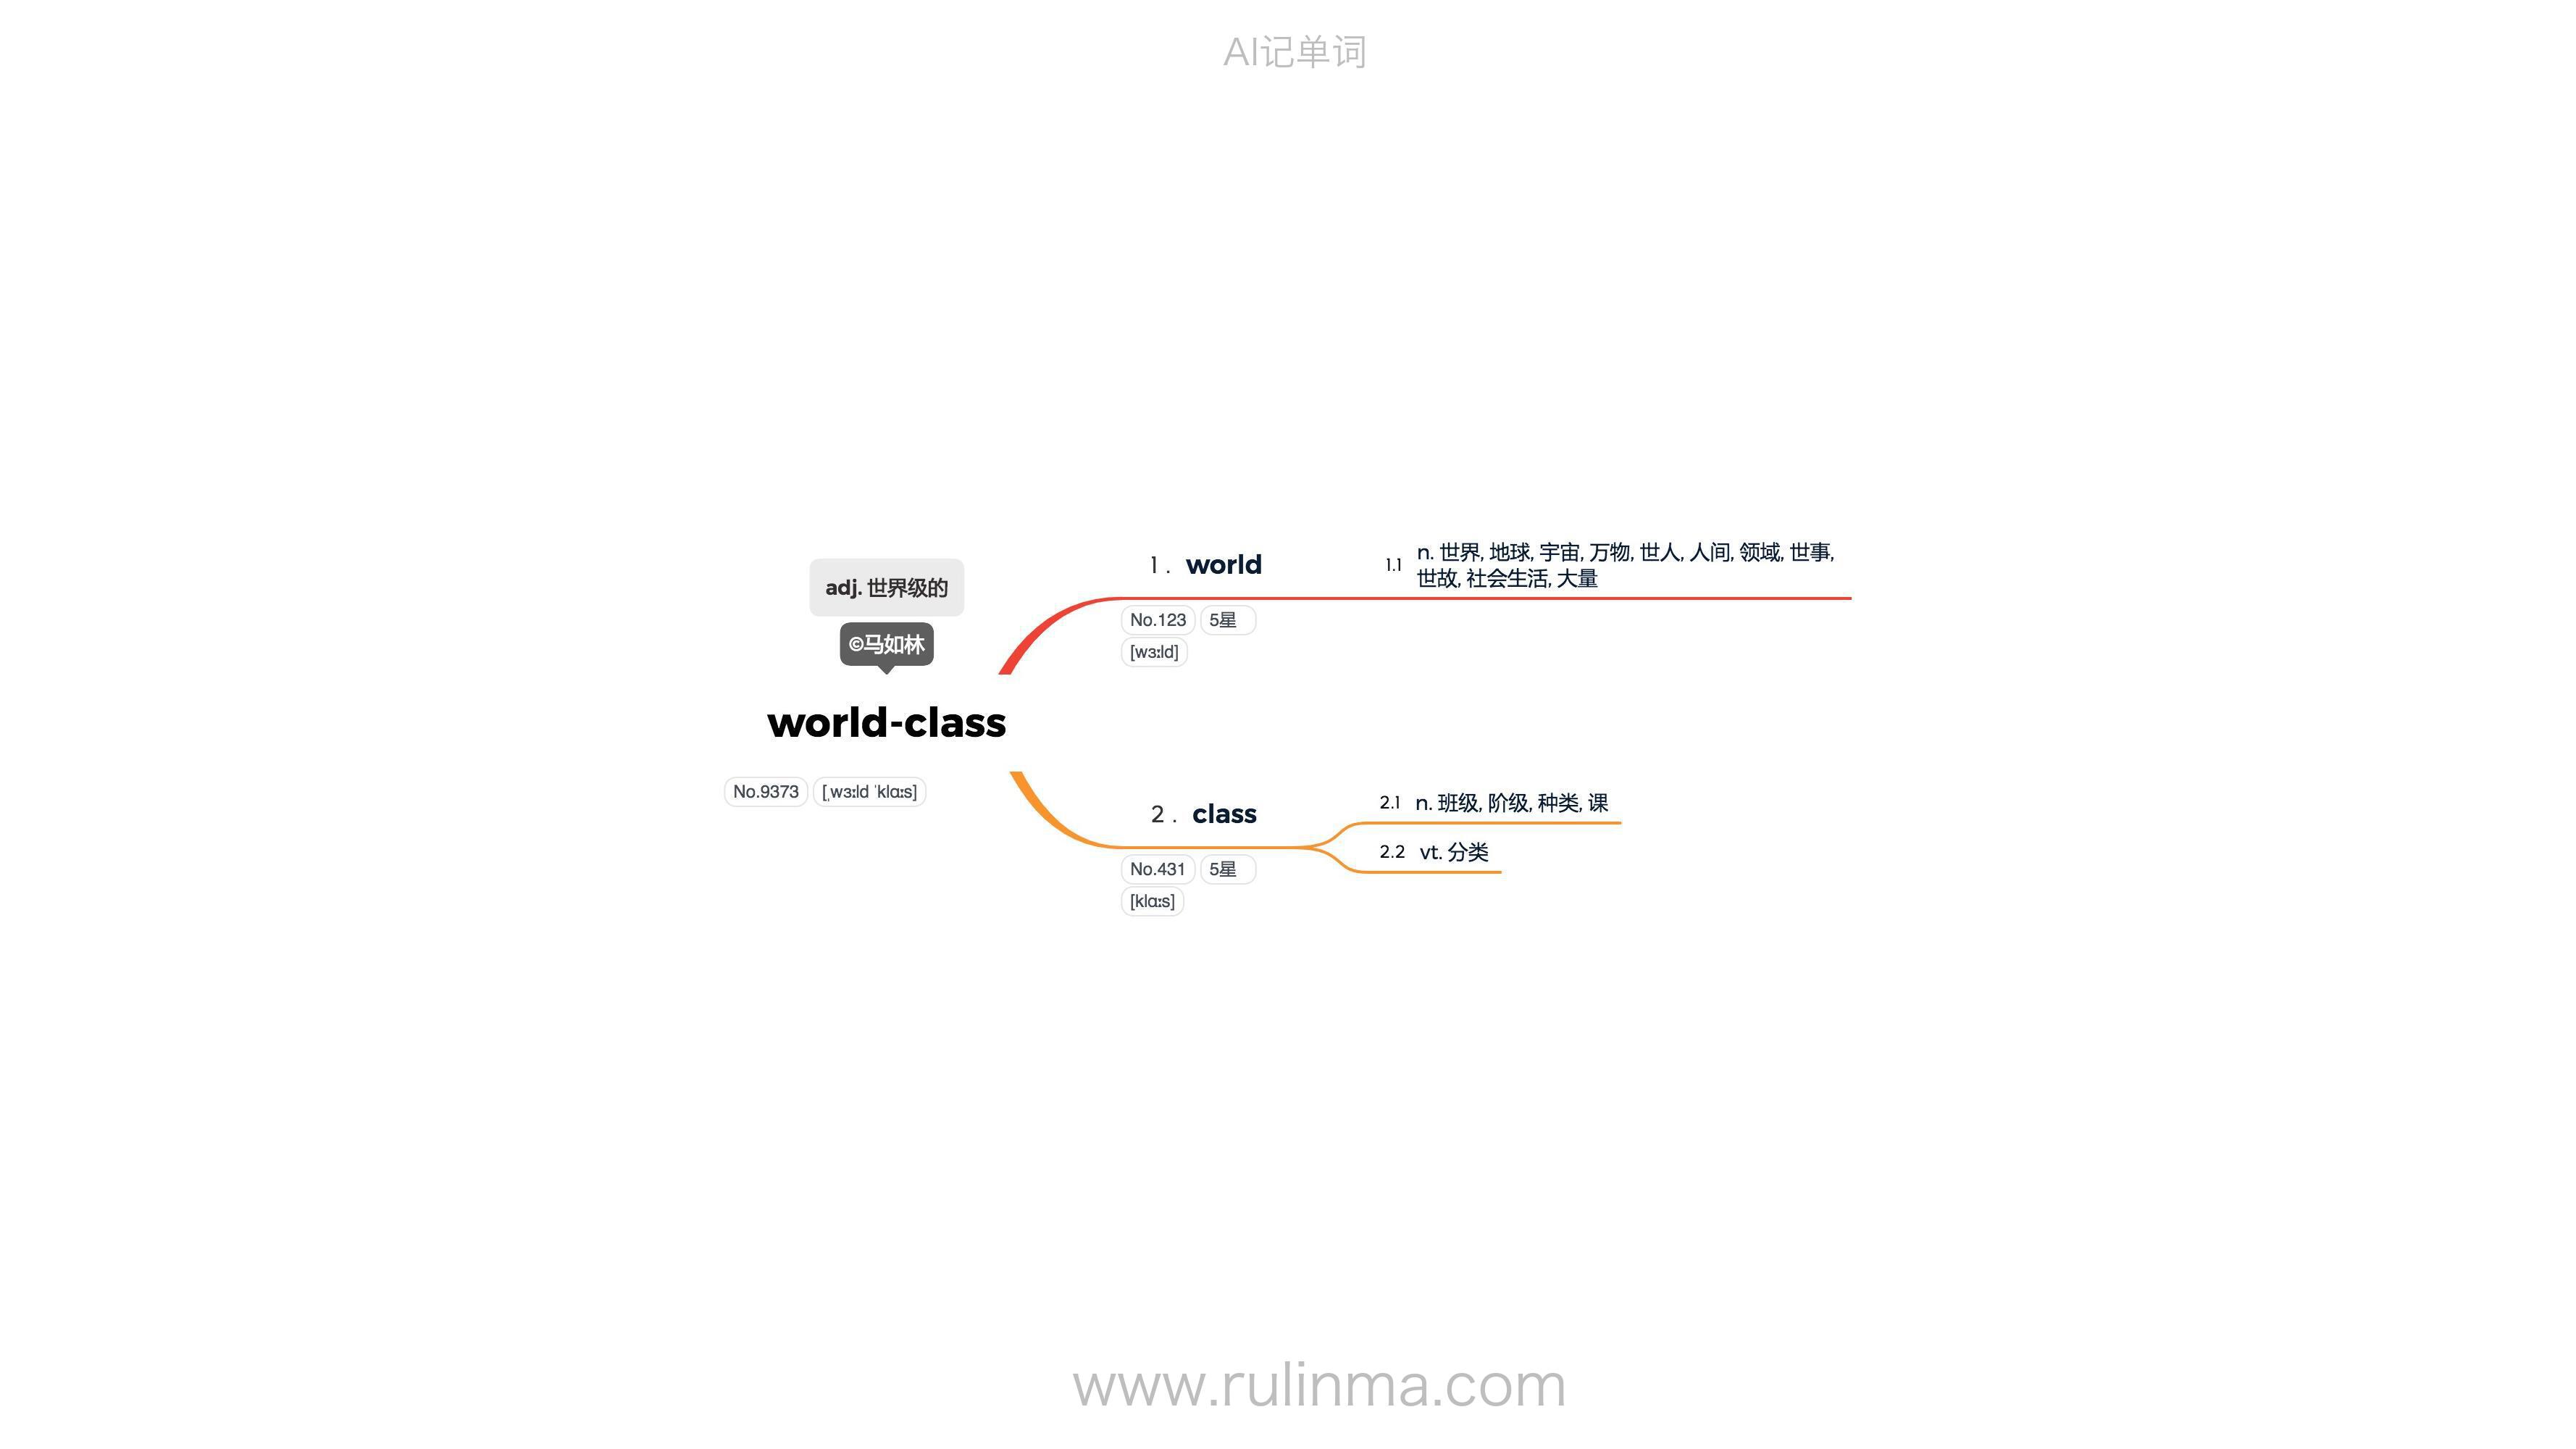 AI记单词
adj. 世界级的
©马如林
world-class
No.9373 [ˌwɜːld ˈklɑːs]
1. world
No.123 5星
[wɜːld]
1.1 n. 世界, 地球, 宇宙, 万物, 世人, 人间, 领域, 世事,
世故, 社会生活, 大量
2. class
No.431 5星
[klɑːs]
2.1 n. 班级, 阶级, 种类, 课
2.2 vt. 分类
www.rulinma.com